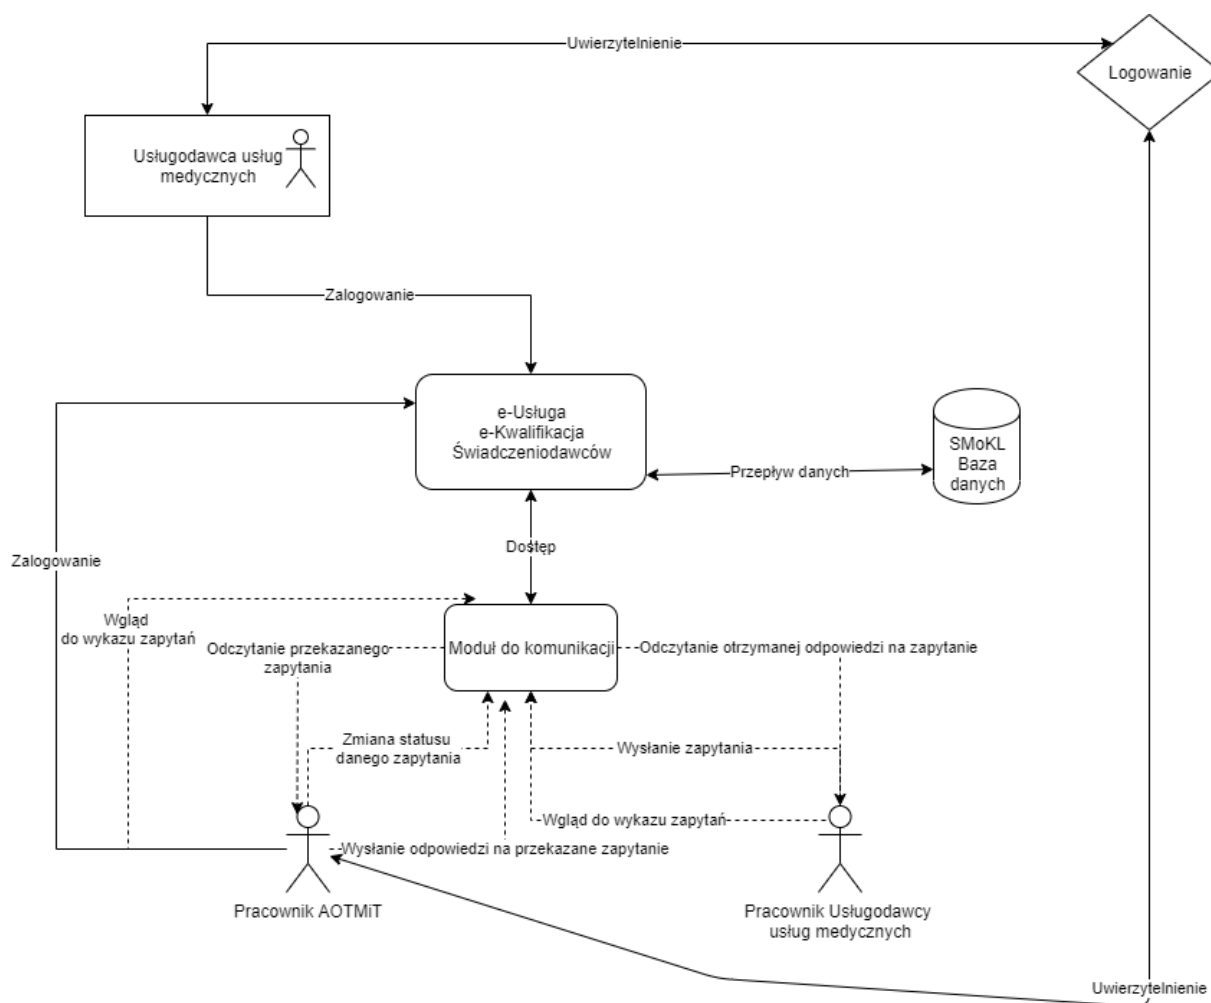 Uwierzytelnienie
Logowanie
Usługodawca usług
medycznych
Zalogowanie
e-Usługa
e-Kwalifikacja
Świadczeniodawców
SMoKL
Baza
danych
Przepływ danych
Dostęp
Zalogowanie
Wgląd
do wykazu zapytań
Odczytanie przekazanego
zapytania
Moduł do komunikacji
Odczytanie otrzymanej odpowiedzi na zapytanie
Zmiana statusu
danego zapytania
Wysłanie zapytania
Wgląd do wykazu zapytań
Wysłanie odpowiedzi na przekazane zapytanie
Pracownik AOTMiT
Pracownik Usługodawcy
usług medycznych
Uwierzytelnienie